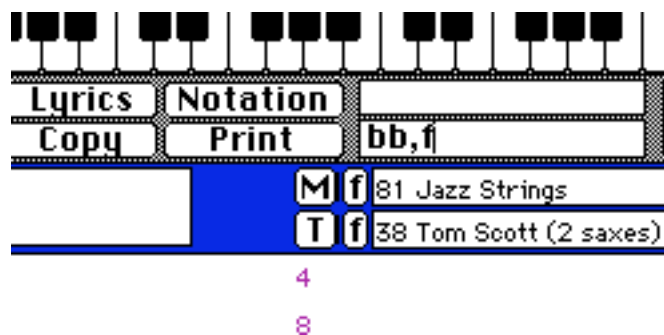 Lyrics Notation
Copy Print bb,f
M f 81 Jazz Strings
T f 38 Tom Scott (2 saxes)
4
8